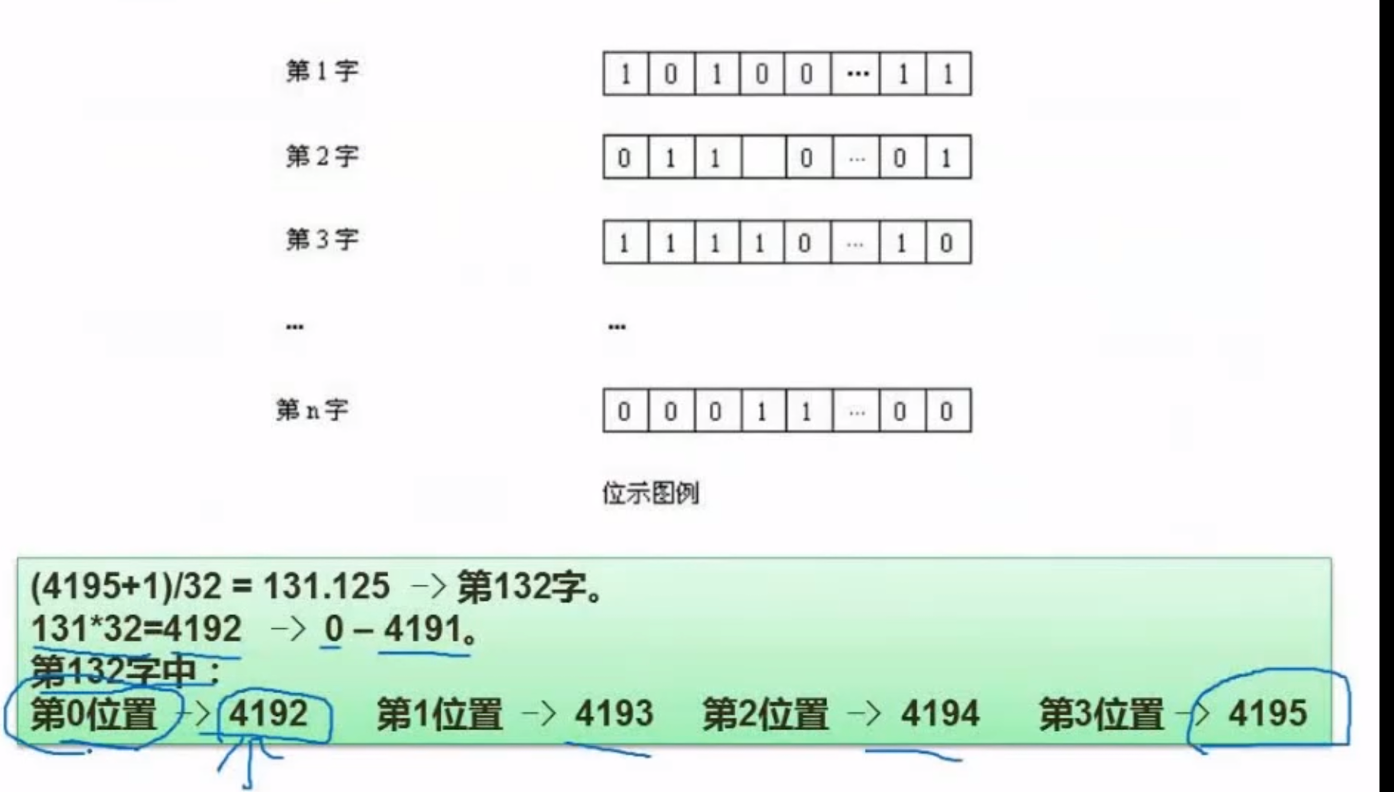 第1字 1 0 1 0 0 … 1 1
第2字 0 1 1 0 … 0 1
第3字 1 1 1 1 0 … 1 0
… …
第n字 0 0 0 1 1 … 0 0
位示图例
(4195+1)/32 = 131.125 –> 第132字。
131*32=4192 –> 0 – 4191。
第132字中：
第0位置 –> 4192 第1位置 –> 4193 第2位置 –> 4194 第3位置 –> 4195